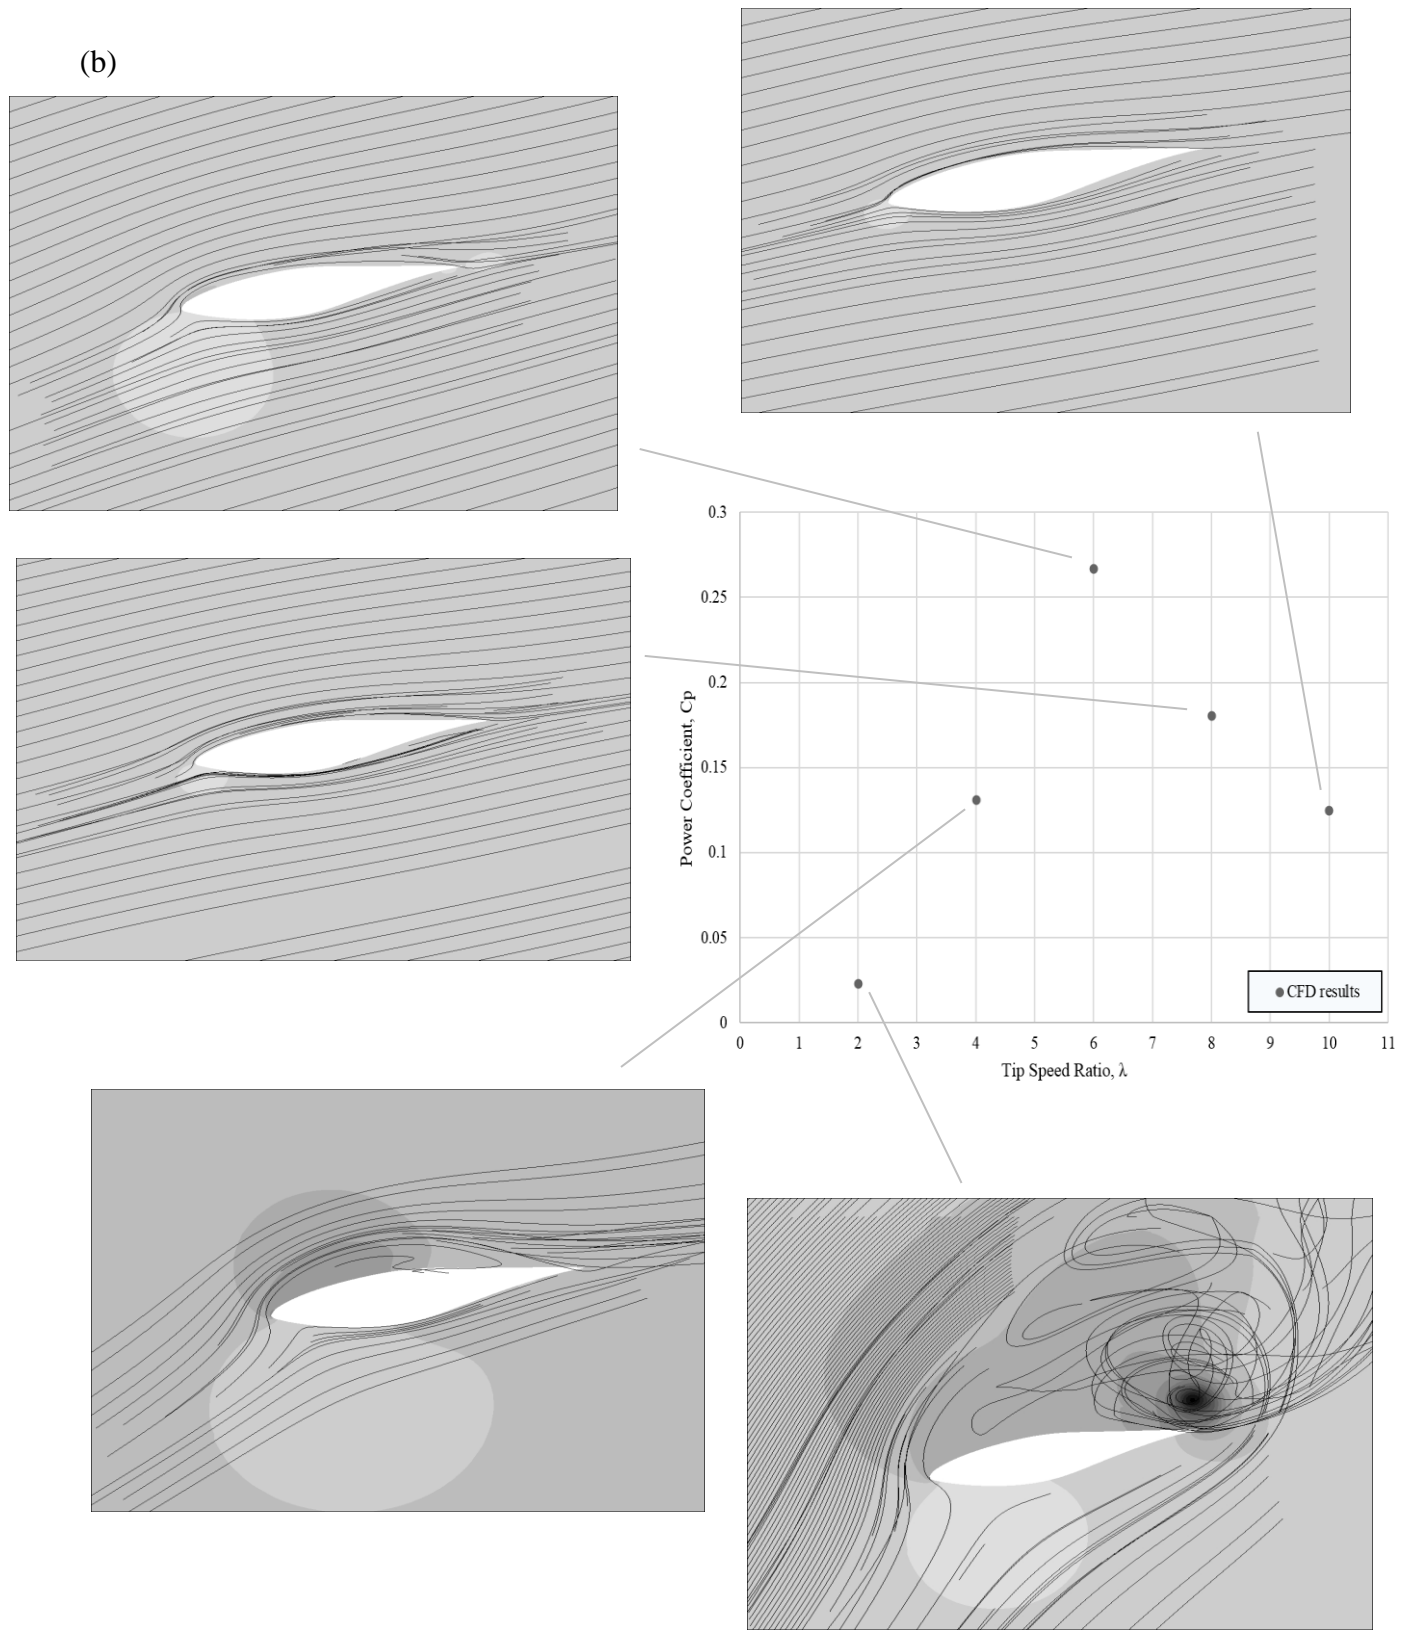 (b)
0.3
0.25
0.2
0.15
0.1
0.05
0
Power Coefficient, Cp
CFD results
0 1 2 3 4 5 6 7 8 9 10 11
Tip Speed Ratio, λ